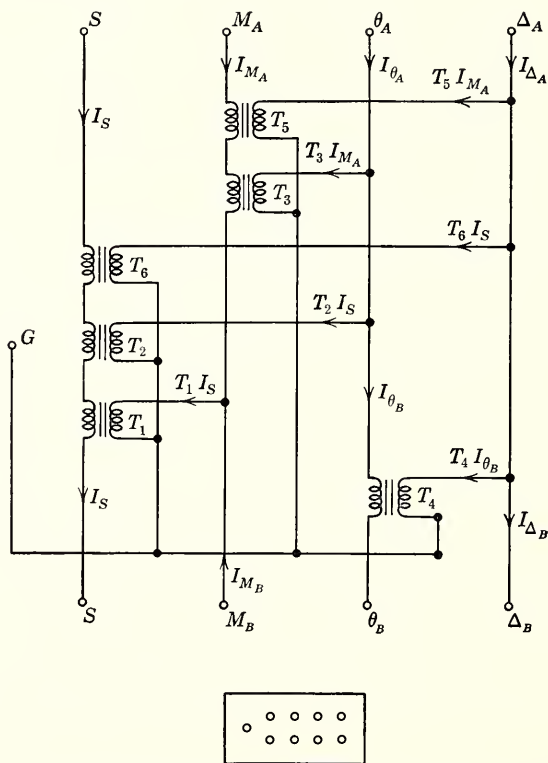 S M_A θ_A Δ_A
I_{M_A} I_{θ_A} I_{Δ_A}
T_5 I_{M_A}
I_S T_5
T_3 I_{M_A}
T_3
T_6 I_S
T_6
T_2 I_S
G T_2
T_1 I_S I_{θ_B}
T_1
T_4 I_{θ_B}
I_S T_4
I_{Δ_B}
I_{M_B}
S M_B θ_B Δ_B